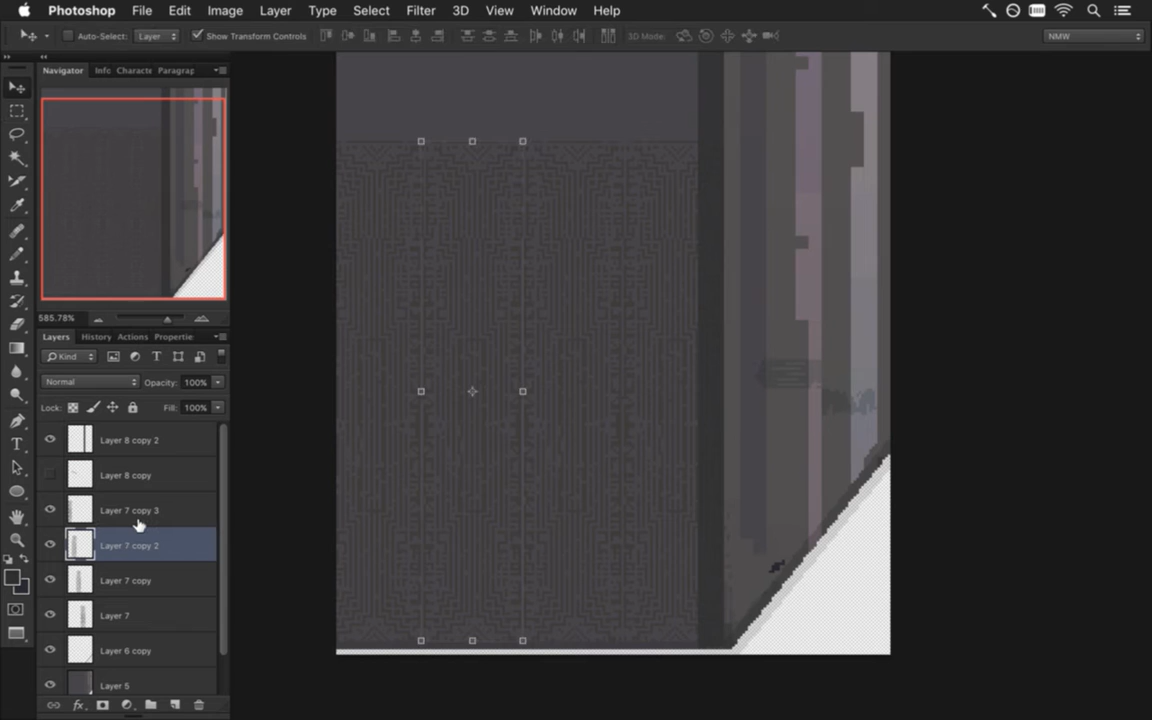 Photoshop File Edit Image Layer Type Select Filter 3D View Window Help
Auto-Select: Layer Show Transform Controls 3D Mode: NMW
Navigator Info Characte Paragrap
585.78%
Layers History Actions Propertie
Kind
Normal Opacity: 100%
Lock: Fill: 100%
Layer 8 copy 2
Layer 8 copy
Layer 7 copy 3
Layer 7 copy 2
Layer 7 copy
Layer 7
Layer 6 copy
Layer 5
fx